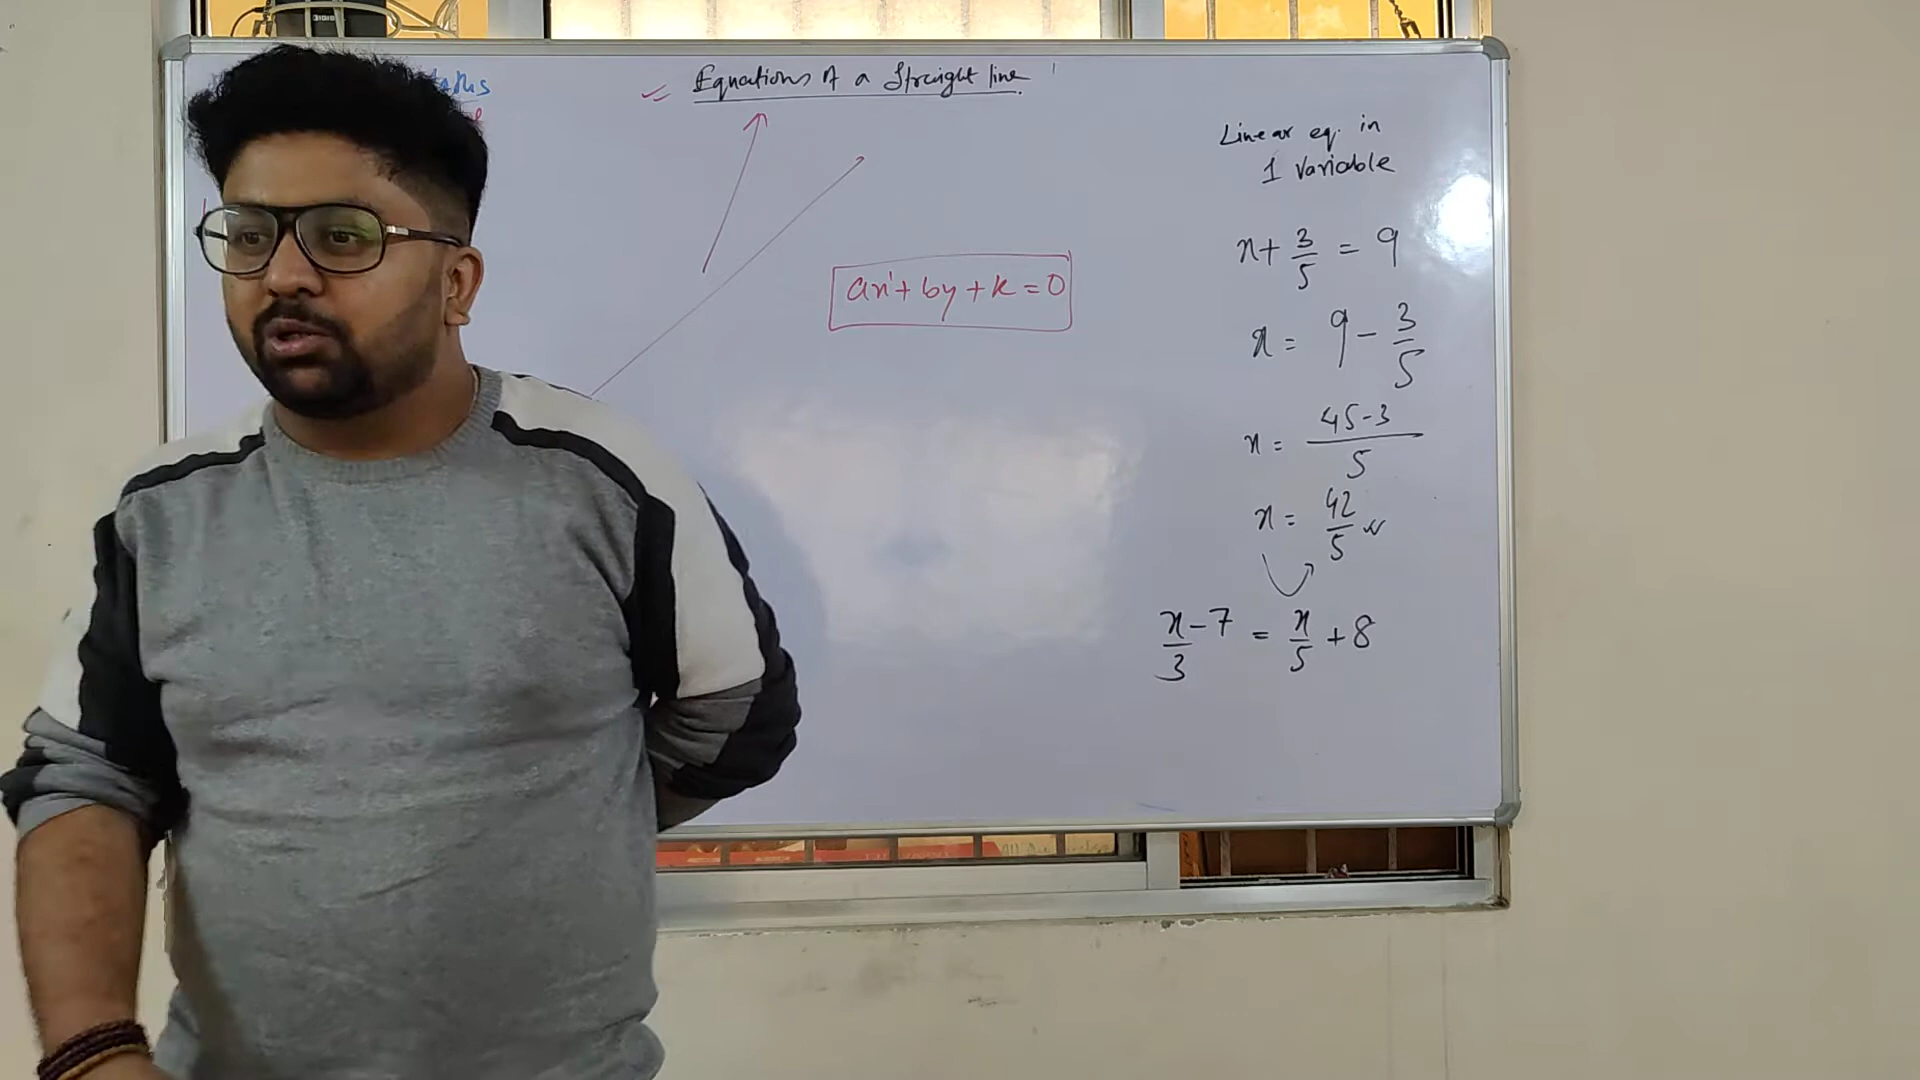 Equations of a Straight line
Linear eq. in
1 variable
ax¹ + by + k = 0
x + 3/5 = 9
x = 9 - 3/5
x = 45-3/5
x = 42/5
x/3 - 7 = x/5 + 8